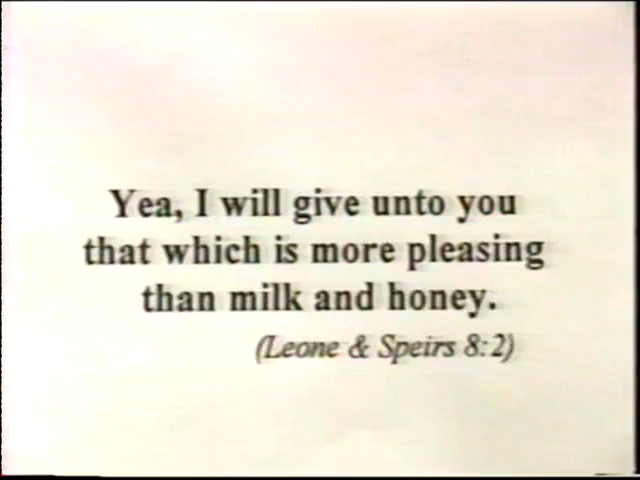 Yea, I will give unto you
that which is more pleasing
than milk and honey.
(Leone & Speirs 8:2)